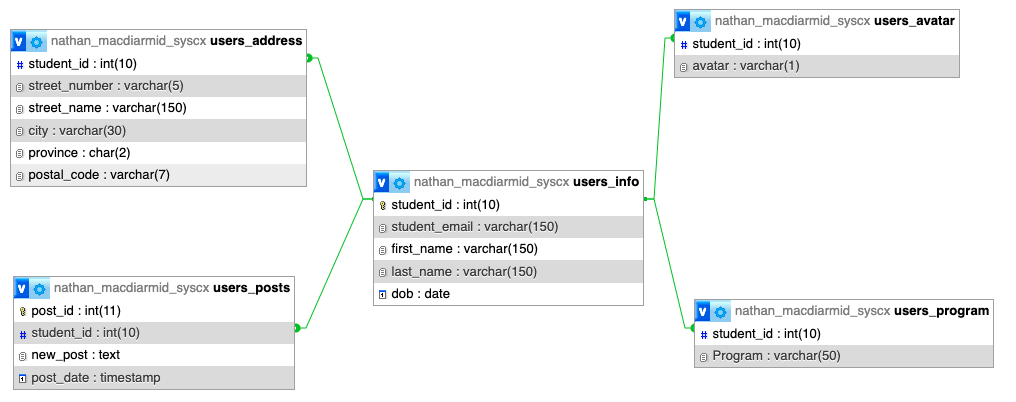 V nathan_macdiarmid_syscx users_address
# student_id : int(10)
street_number : varchar(5)
street_name : varchar(150)
city : varchar(30)
province : char(2)
postal_code : varchar(7)
V nathan_macdiarmid_syscx users_avatar
# student_id : int(10)
avatar : varchar(1)
V nathan_macdiarmid_syscx users_info
student_id : int(10)
student_email : varchar(150)
first_name : varchar(150)
last_name : varchar(150)
dob : date
V nathan_macdiarmid_syscx users_posts
post_id : int(11)
# student_id : int(10)
new_post : text
post_date : timestamp
V nathan_macdiarmid_syscx users_program
# student_id : int(10)
Program : varchar(50)